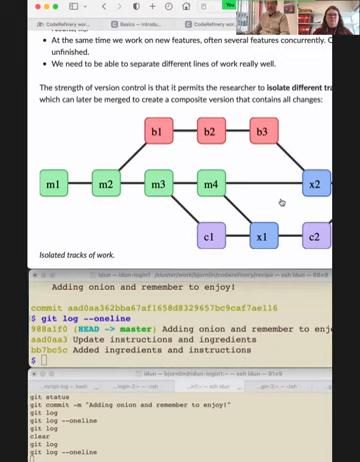 You
CodeRefinery wor...
Basics — Introdu...
CodeRefinery wor...
At the same time we work on new features, often several features concurrently.
unfinished.
We need to be able to separate different lines of work really well.
The strength of version control is that it permits the researcher to isolate different
which can later be merged to create a composite version that contains all changes:
b1 b2 b3
m1 m2 m3 m4 x2
c1 x1 c2
Isolated tracks of work.
Adding onion and remember to enjoy!
commit aad0aa362bba67af1658d8329657bc9caf7ae116
$ git log --oneline
988a1f0 (HEAD -> master) Adding onion and remember to enj
aad0aa3 Update instructions and ingredients
bb7bc5c Added ingredients and instructions
$
git status
git commit -m "Adding onion and remember to enjoy!"
git log
git log --oneline
git log
clear
git log
git log --oneline